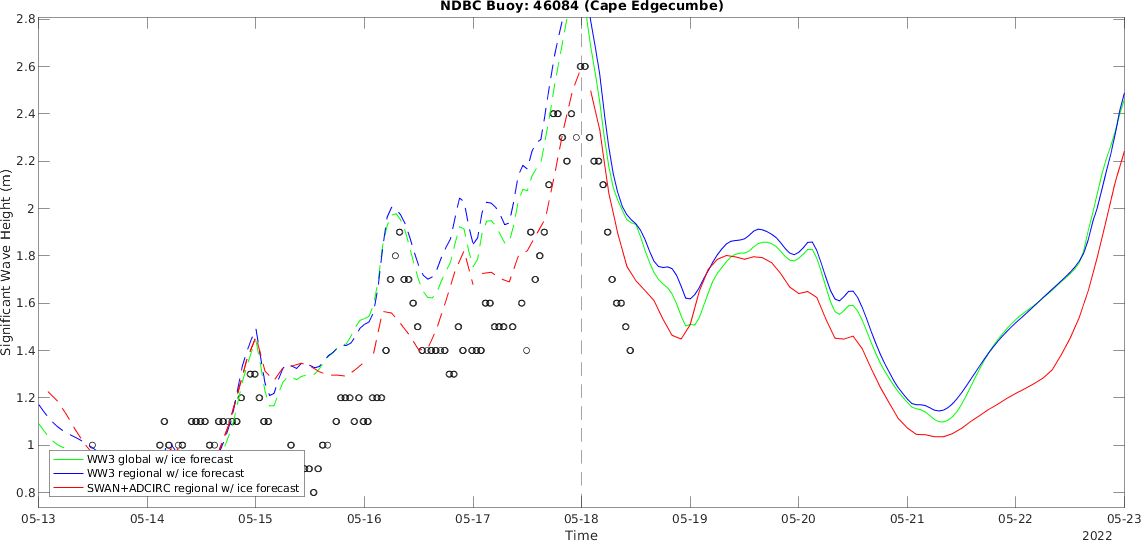 NDBC Buoy: 46084 (Cape Edgecumbe)
2.8
2.6
2.4
2.2
2
1.8
1.6
1.4
1.2
1
0.8
Significant Wave Height (m)
WW3 global w/ ice forecast
WW3 regional w/ ice forecast
SWAN+ADCIRC regional w/ ice forecast
05-13 05-14 05-15 05-16 05-17 05-18 05-19 05-20 05-21 05-22 05-23
Time
2022